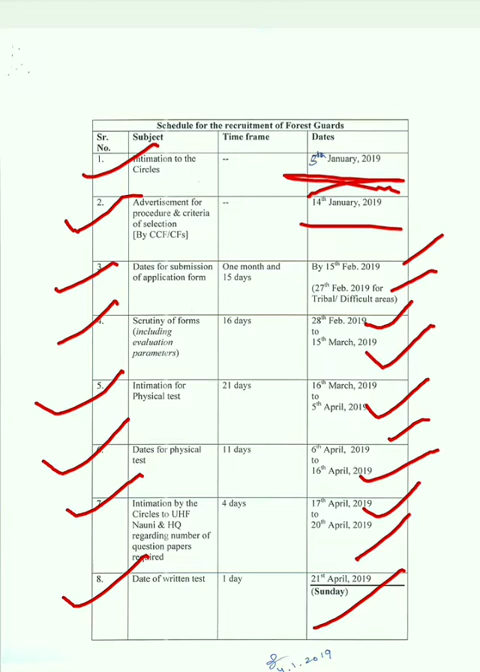 Schedule for the recruitment of Forest Guards
Sr. No. Subject Time frame Dates
1. Intimation to the Circles -- 5th January, 2019
2. Advertisement for procedure & criteria of selection [By CCF/CFs] -- 14th January, 2019
3. Dates for submission of application form One month and 15 days By 15th Feb. 2019 (27th Feb. 2019 for Tribal/ Difficult areas)
4. Scrutiny of forms (including evaluation parameters) 16 days 28th Feb. 2019 to 15th March, 2019
5. Intimation for Physical test 21 days 16th March, 2019 to 5th April, 2019
6. Dates for physical test 11 days 6th April, 2019 to 16th April, 2019
7. Intimation by the Circles to UHF Nauni & HQ regarding number of question papers required 4 days 17th April, 2019 to 20th April, 2019
8. Date of written test 1 day 21st April, 2019 (Sunday)
4.1.2019